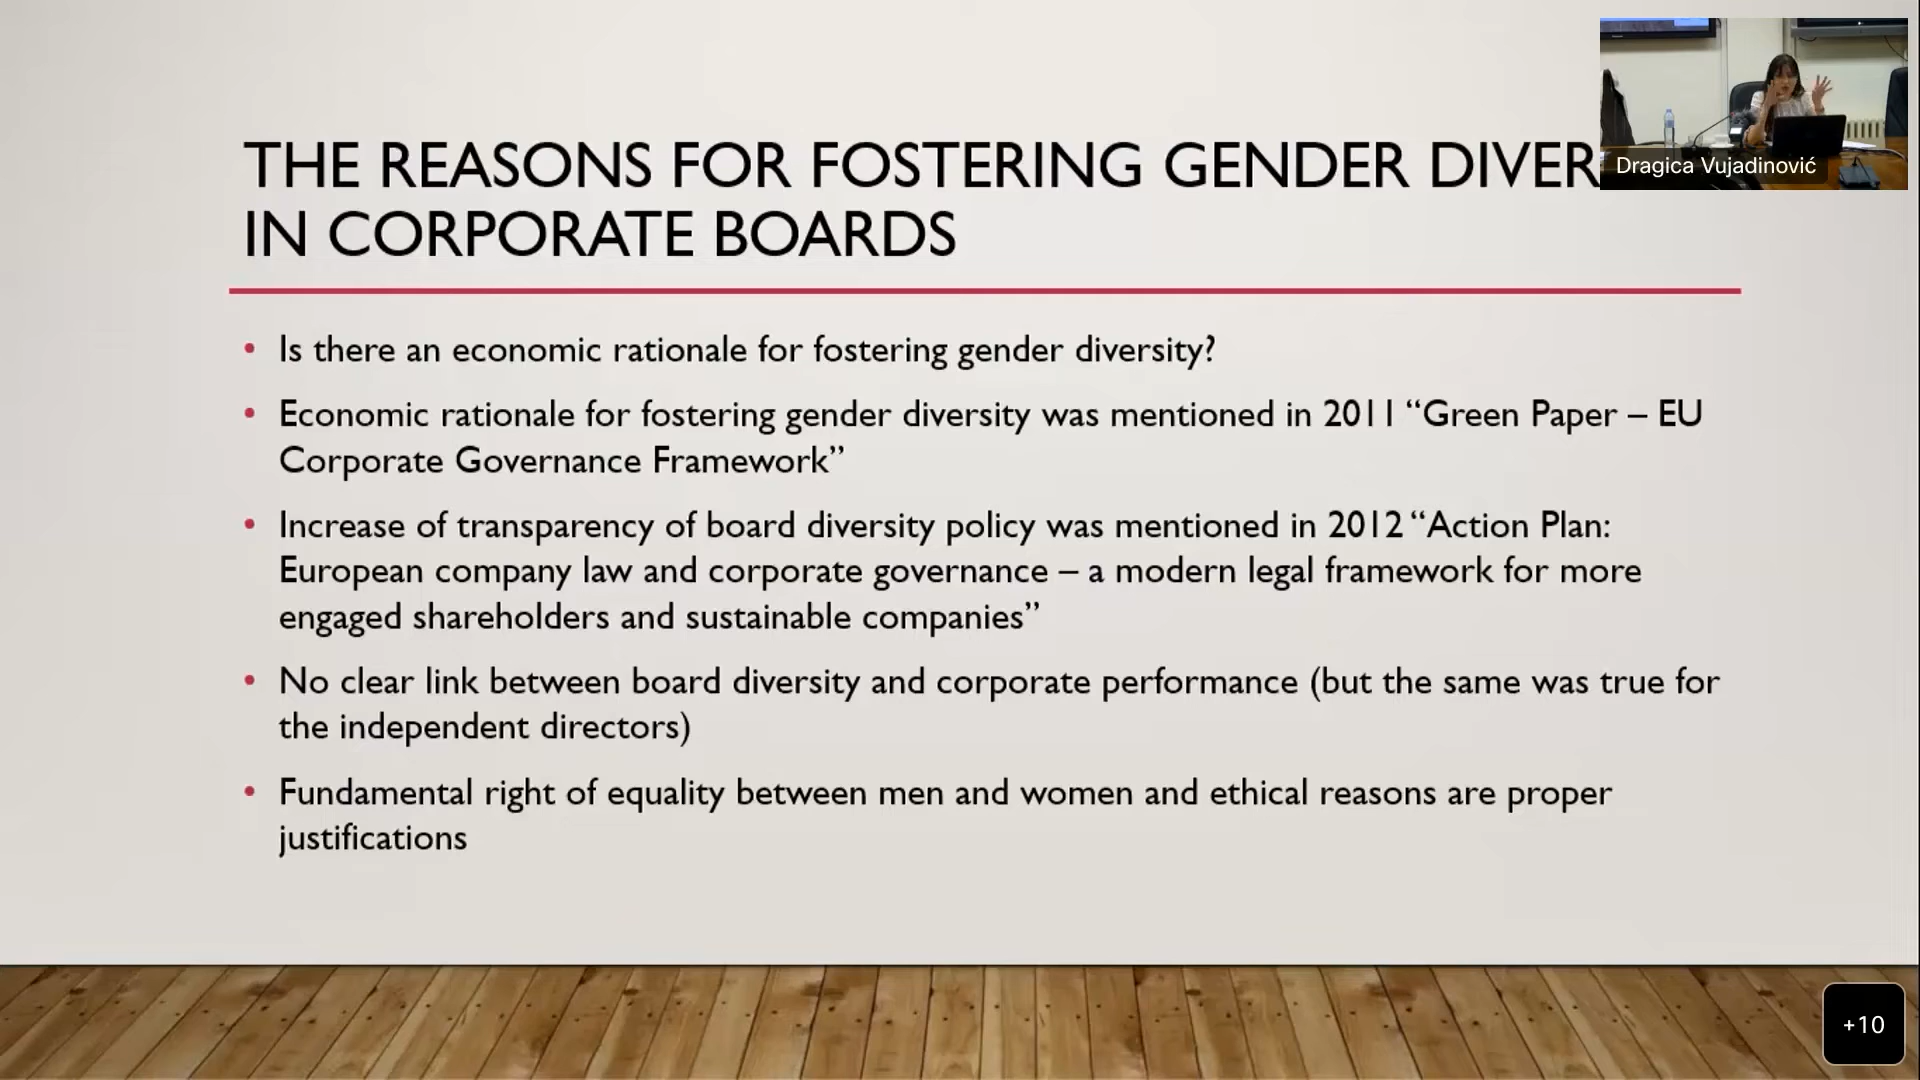 THE REASONS FOR FOSTERING GENDER DIVER
IN CORPORATE BOARDS
Dragica Vujadinović
• Is there an economic rationale for fostering gender diversity?
• Economic rationale for fostering gender diversity was mentioned in 2011 “Green Paper – EU
Corporate Governance Framework”
• Increase of transparency of board diversity policy was mentioned in 2012 “Action Plan:
European company law and corporate governance – a modern legal framework for more
engaged shareholders and sustainable companies”
• No clear link between board diversity and corporate performance (but the same was true for
the independent directors)
• Fundamental right of equality between men and women and ethical reasons are proper
justifications
+10